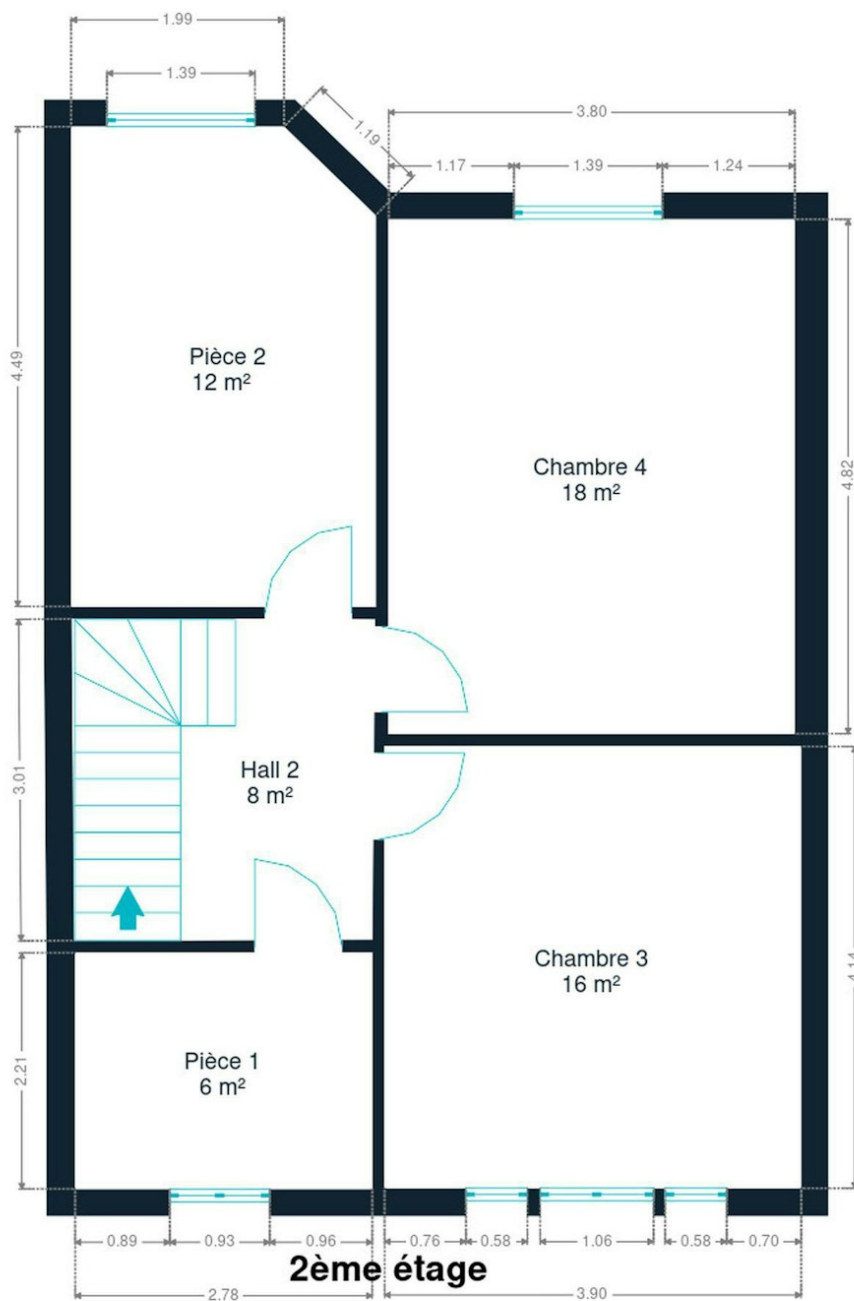 1.99
1.39
1.19
3.80
1.17
1.39
1.24
4.49
Pièce 2
12 m²
Chambre 4
18 m²
4.82
3.01
Hall 2
8 m²
Chambre 3
16 m²
4.14
Pièce 1
6 m²
2.21
0.89
0.93
0.96
0.76
0.58
1.06
0.58
0.70
2ème étage
2.78
3.90